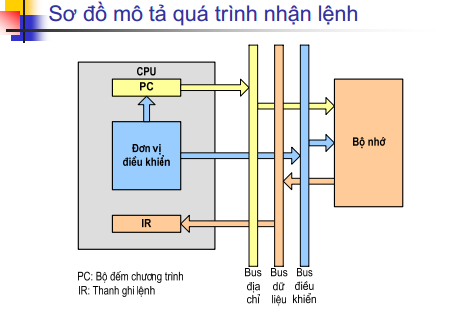 Sơ đồ mô tả quá trình nhận lệnh
CPU
PC
Đơn vị
điều khiển
Bộ nhớ
IR
PC: Bộ đếm chương trình
IR: Thanh ghi lệnh
Bus
địa
chỉ
Bus
dữ
liệu
Bus
điều
khiển